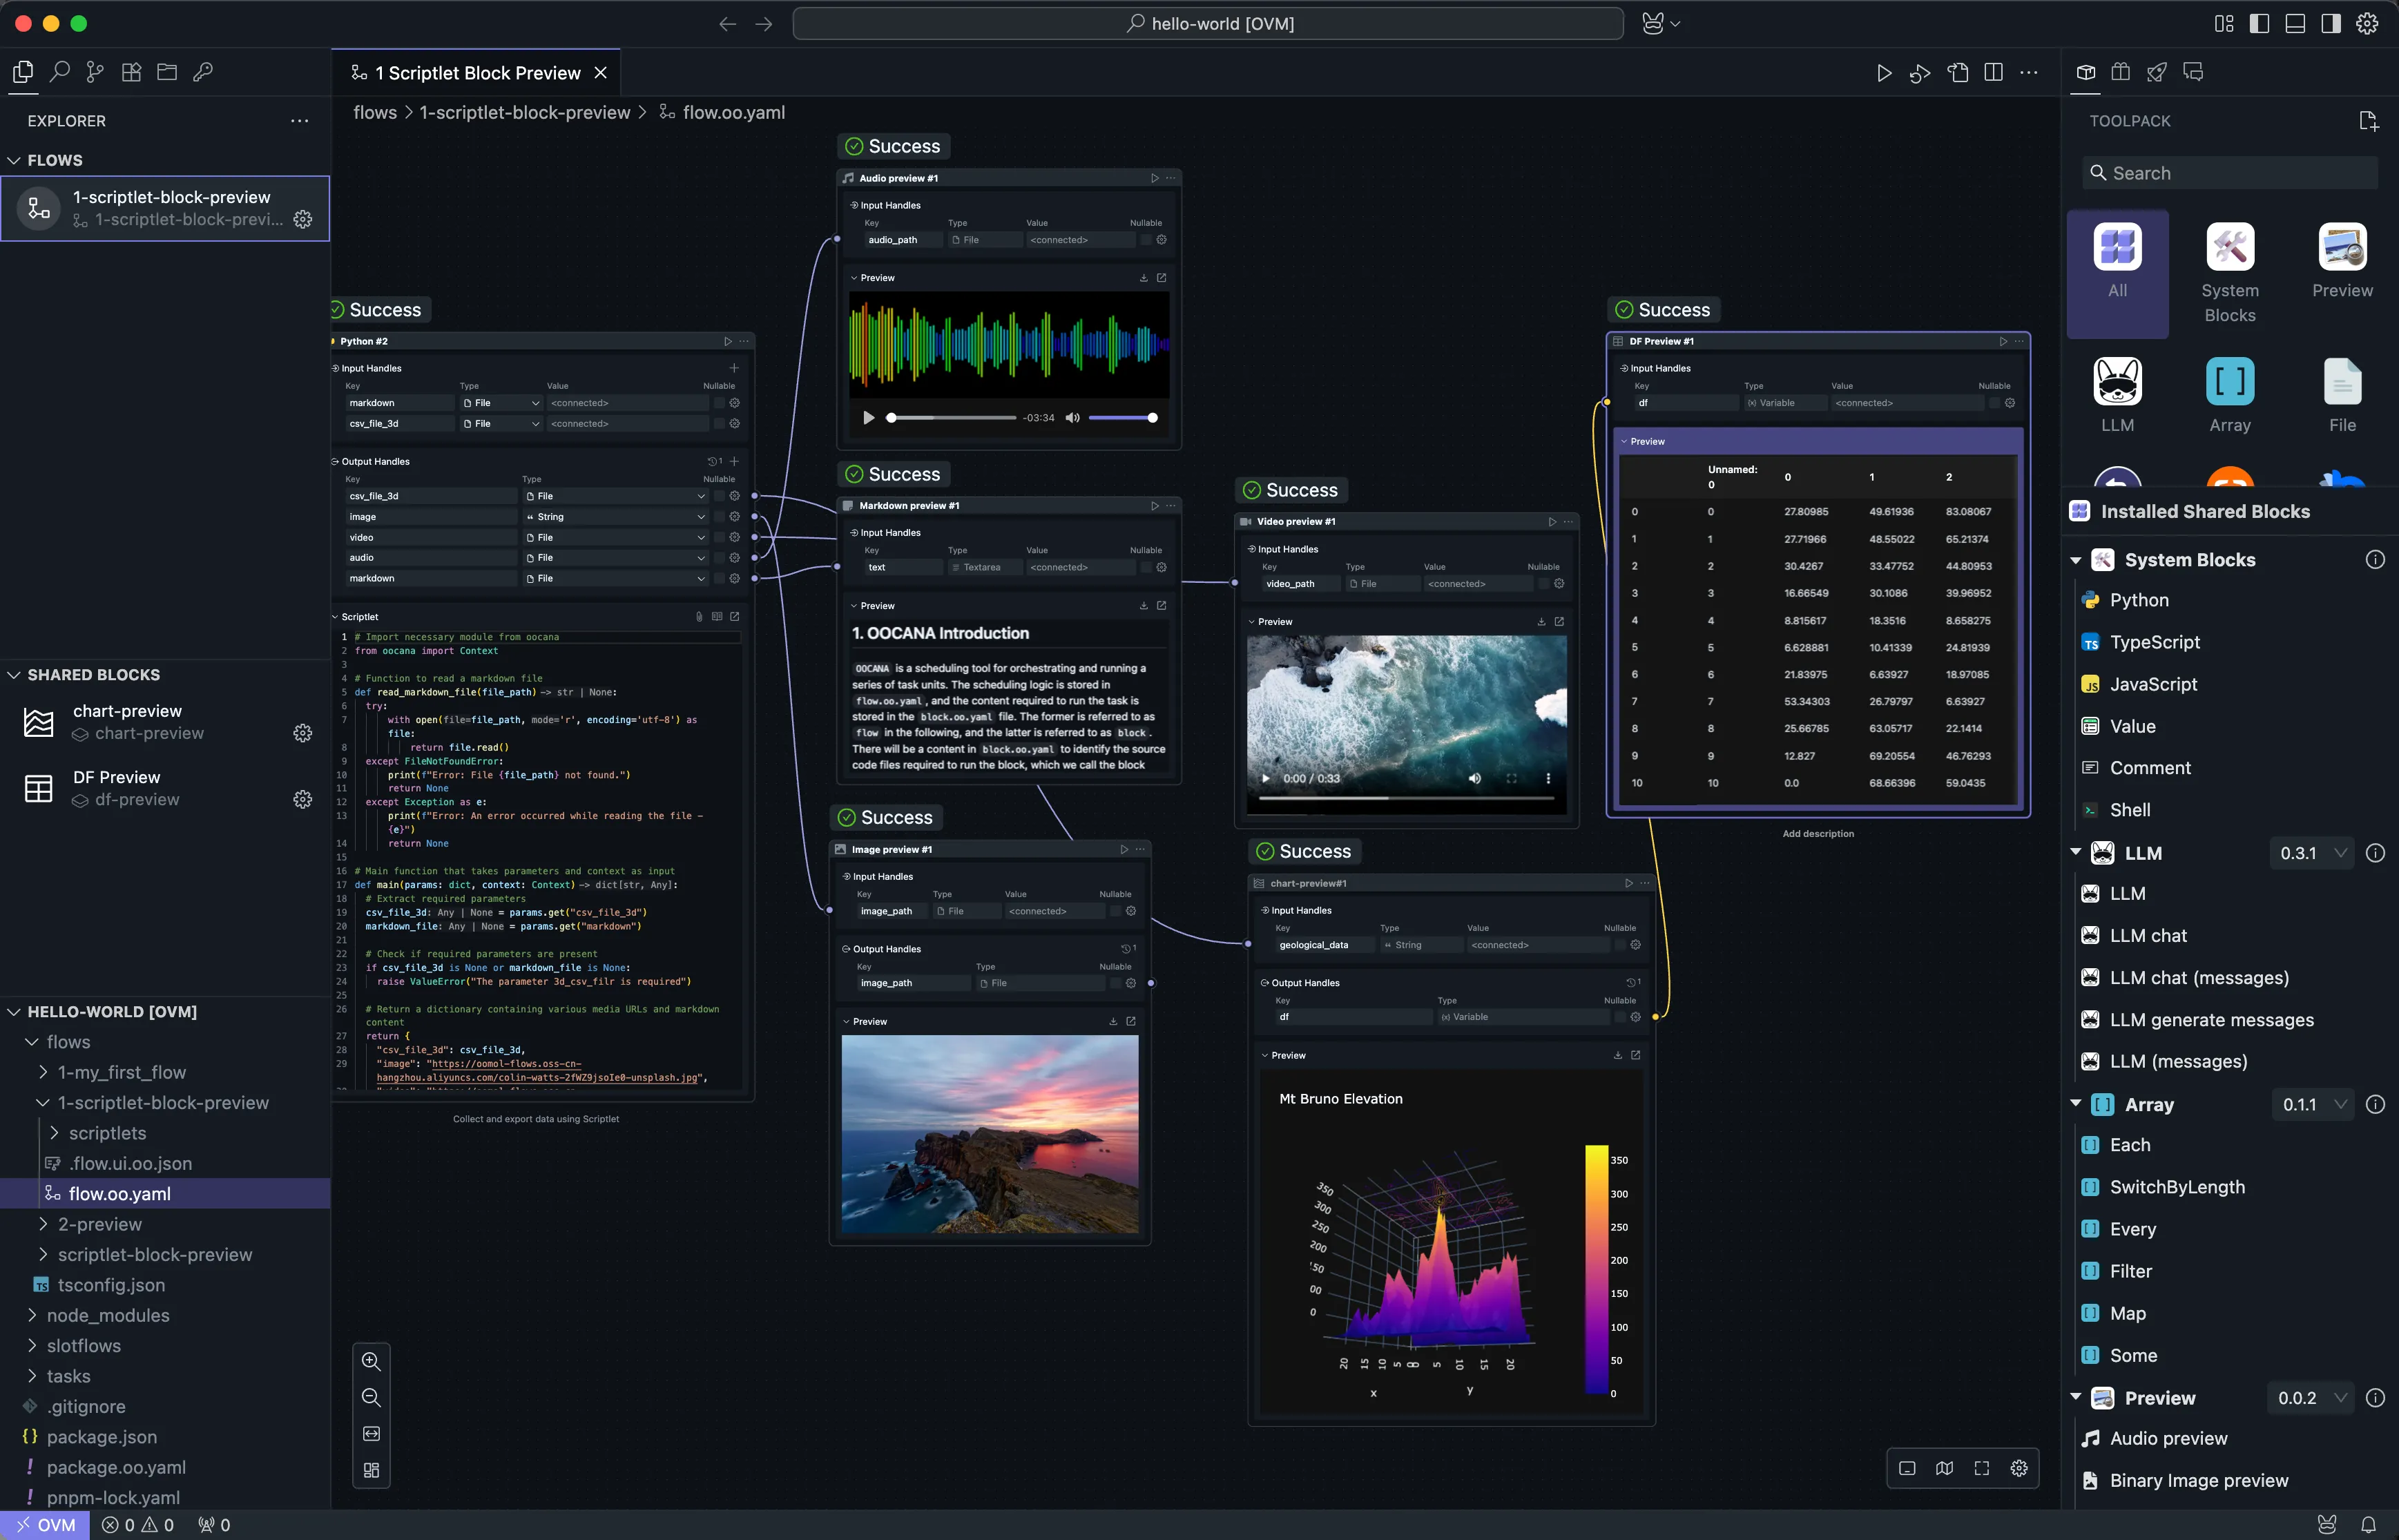 hello-world [OVM]
EXPLORER
FLOWS
1-scriptlet-block-preview
1-scriptlet-block-previ...
SHARED BLOCKS
chart-preview
chart-preview
DF Preview
df-preview
HELLO-WORLD [OVM]
flows
1-my_first_flow
1-scriptlet-block-preview
scriptlets
.flow.ui.oo.json
flow.oo.yaml
2-preview
scriptlet-block-preview
TS tsconfig.json
node_modules
slotflows
tasks
.gitignore
{} package.json
! package.oo.yaml
! pnpm-lock.yaml
OVM 0 0 0
1 Scriptlet Block Preview
flows > 1-scriptlet-block-preview > flow.oo.yaml
Success
Python #2
Input Handles
Key Type Value Nullable
markdown File <connected>
csv_file_3d File <connected>
Output Handles 1
Key Type Nullable
csv_file_3d File
image String
video File
audio File
markdown File
Scriptlet
1 # Import necessary module from oocana
2 from oocana import Context
3
4 # Function to read a markdown file
5 def read_markdown_file(file_path) -> str | None:
6 try:
7 with open(file=file_path, mode='r', encoding='utf-8') as
file:
8 return file.read()
9 except FileNotFoundError:
10 print(f"Error: File {file_path} not found.")
11 return None
12 except Exception as e:
13 print(f"Error: An error occurred while reading the file –
{e}")
14 return None
15
16 # Main function that takes parameters and context as input
17 def main(params: dict, context: Context) -> dict[str, Any]:
18 # Extract required parameters
19 csv_file_3d: Any | None = params.get("csv_file_3d")
20 markdown_file: Any | None = params.get("markdown")
21
22 # Check if required parameters are present
23 if csv_file_3d is None or markdown_file is None:
24 raise ValueError("The parameter 3d_csv_filr is required")
25
26 # Return a dictionary containing various media URLs and markdown
content
27 return {
28 "csv_file_3d": csv_file_3d,
29 "image": "https://oomol-flows.oss-cn-
hangzhou.aliyuncs.com/colin-watts-2fWZ9jsoIe0-unsplash.jpg",
Collect and export data using Scriptlet
Success
Audio preview #1
Input Handles
Key Type Value Nullable
audio_path File <connected>
Preview
-03:34
Success
Markdown preview #1
Input Handles
Key Type Value Nullable
text Textarea <connected>
Preview
1. OOCANA Introduction
OOCANA is a scheduling tool for orchestrating and running a
series of task units. The scheduling logic is stored in
flow.oo.yaml , and the content required to run the task is
stored in the block.oo.yaml file. The former is referred to as
flow in the following, and the latter is referred to as block .
There will be a content in block.oo.yaml to identify the source
code files required to run the block, which we call the block
Success
Image preview #1
Input Handles
Key Type Value Nullable
image_path File <connected>
Output Handles 1
Key Type Nullable
image_path File
Preview
Success
Video preview #1
Input Handles
Key Type Value Nullable
video_path File <connected>
Preview
0:00 / 0:33
Success
chart-preview#1
Input Handles
Key Type Value Nullable
geological_data String <connected>
Output Handles 1
Key Type Nullable
df (x) Variable
Preview
Mt Bruno Elevation
350
300
250
200
150
100
50
0
350
300
250
200
20 15 10 5 0 0 5 10 15 20
x y
Success
DF Preview #1
Input Handles
Key Type Value Nullable
df (x) Variable <connected>
Preview
Unnamed:
0 0 1 2
0 0 27.80985 49.61936 83.08067
1 1 27.71966 48.55022 65.21374
2 2 30.4267 33.47752 44.80953
3 3 16.66549 30.1086 39.96952
4 4 8.815617 18.3516 8.658275
5 5 6.628881 10.41339 24.81939
6 6 21.83975 6.63927 18.97085
7 7 53.34303 26.79797 6.63927
8 8 25.66785 63.05717 22.1414
9 9 12.827 69.20554 46.76293
10 10 0.0 68.66396 59.0435
Add description
TOOLPACK
Search
All
System
Blocks
Preview
LLM
Array
File
Installed Shared Blocks
System Blocks
Python
TS TypeScript
JS JavaScript
Value
Comment
Shell
LLM 0.3.1
LLM
LLM chat
LLM chat (messages)
LLM generate messages
LLM (messages)
Array 0.1.1
Each
SwitchByLength
Every
Filter
Map
Some
Preview 0.0.2
Audio preview
Binary Image preview